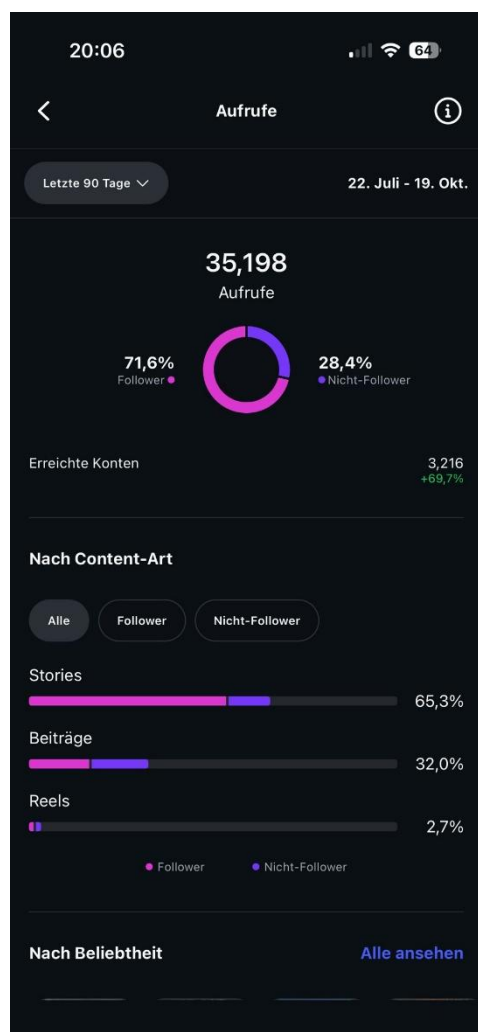 20:06
64
Aufrufe
Letzte 90 Tage
22. Juli - 19. Okt.
35,198
Aufrufe
71,6%
Follower
28,4%
Nicht-Follower
Erreichte Konten
3,216
+69,7%
Nach Content-Art
Alle
Follower
Nicht-Follower
Stories
65,3%
Beiträge
32,0%
Reels
2,7%
Follower
Nicht-Follower
Nach Beliebtheit
Alle ansehen